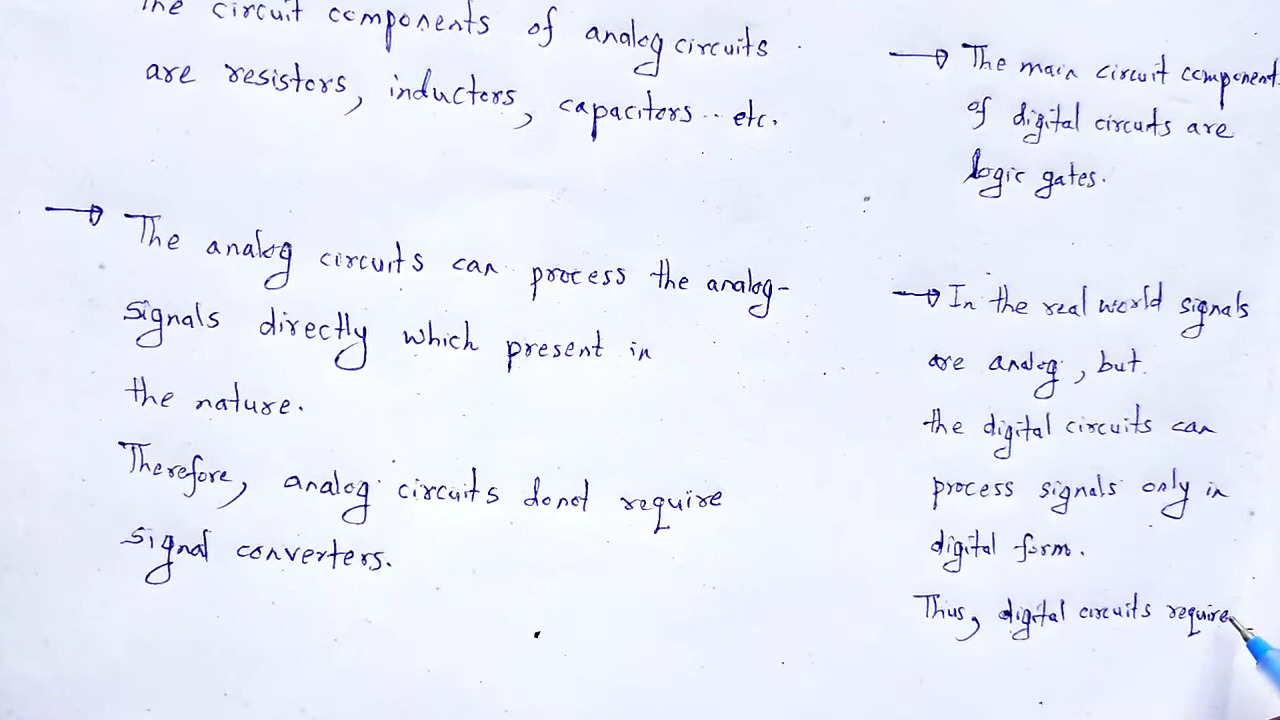 The circuit components of analog circuits
are resistors, inductors, capacitors... etc.
→ The analog circuits can process the analog-
signals directly which present in
the nature.
Therefore, analog circuits donot require
signal converters.
→ The main circuit component
of digital circuits are
logic gates.
→ In the real world signals
are analog, but
the digital circuits can
process signals only in
digital form.
Thus, digital circuits require